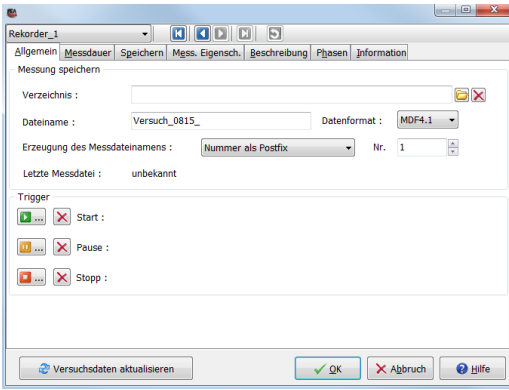 Rekorder_1
Allgemein Messdauer Speichern Mess. Eigensch. Beschreibung Phasen Information
Messung speichern
Verzeichnis :
Dateiname : Versuch_0815_ Datenformat : MDF4.1
Erzeugung des Messdateinamens : Nummer als Postfix Nr. 1
Letzte Messdatei : unbekannt
Trigger
... Start :
... Pause :
... Stopp :
Versuchsdaten aktualisieren OK Abbruch Hilfe